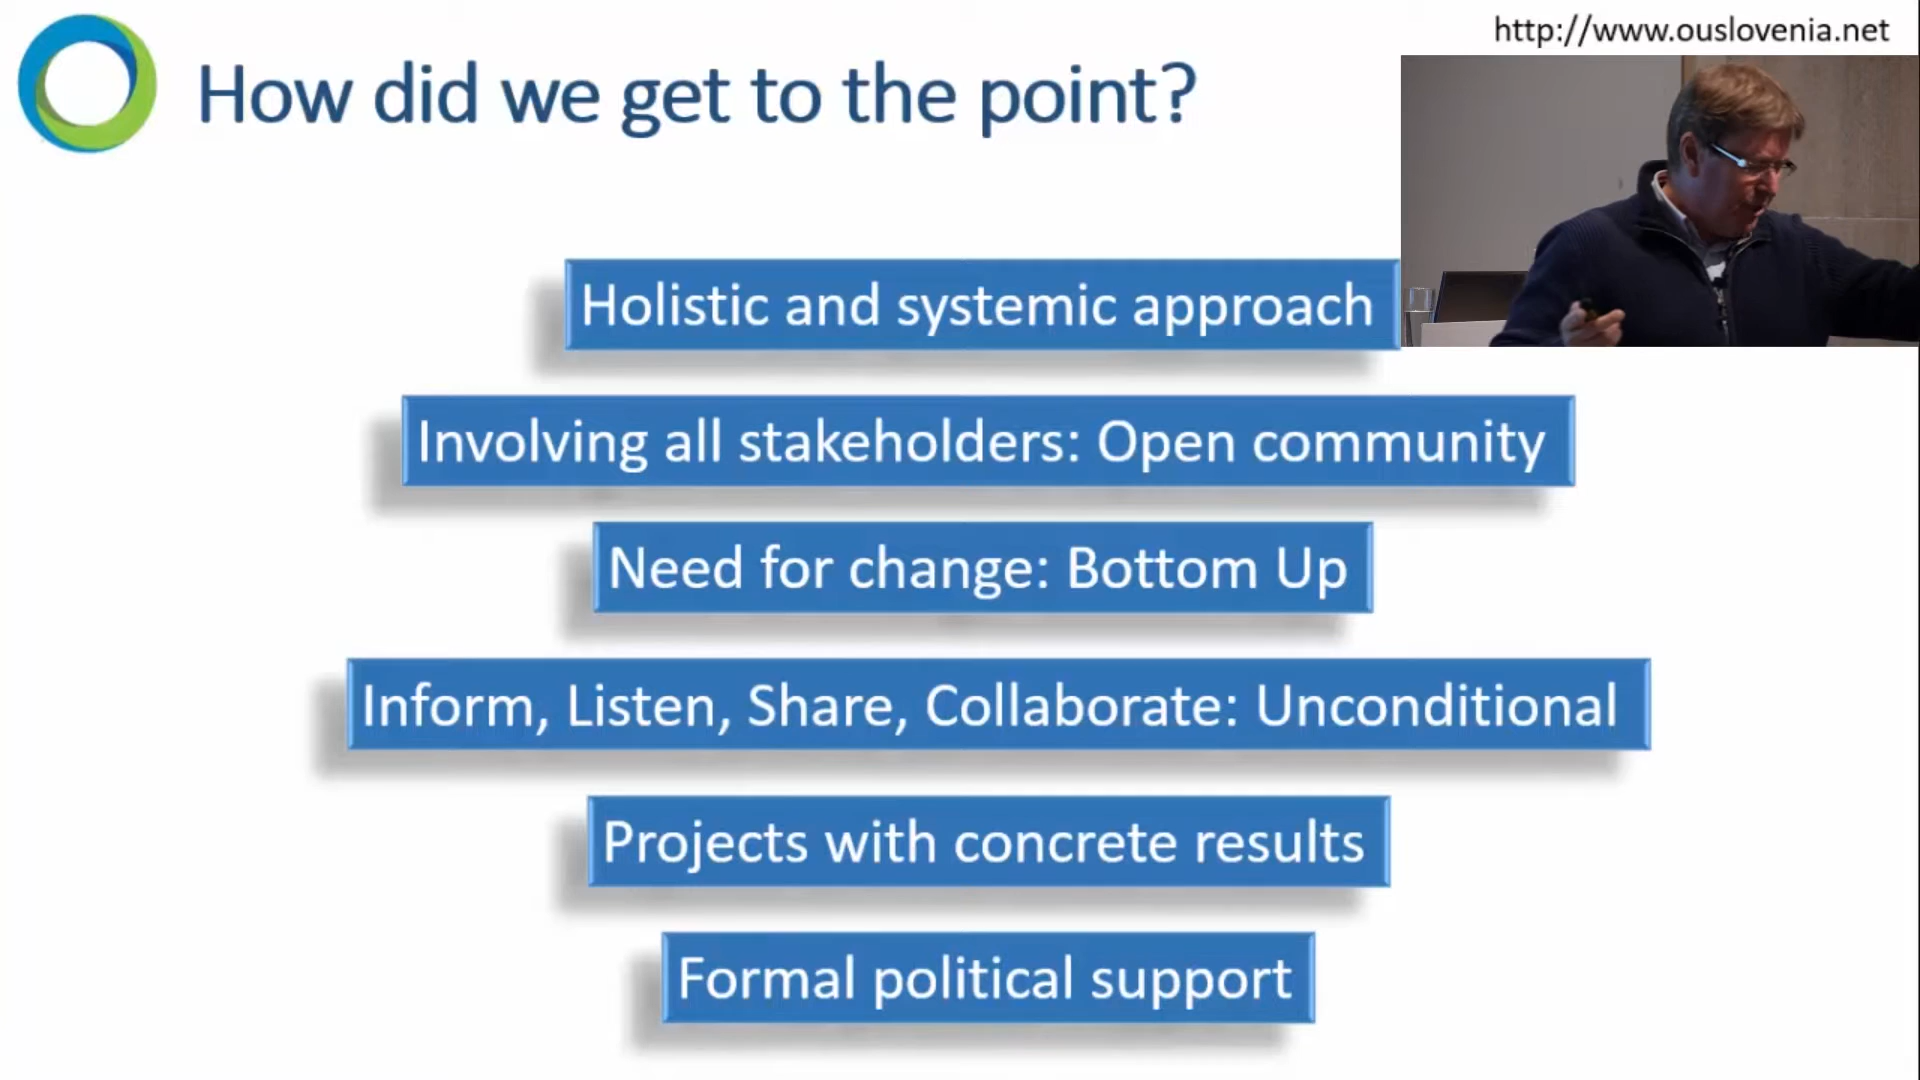 http://www.ouslovenia.net
How did we get to the point?
Holistic and systemic approach
Involving all stakeholders: Open community
Need for change: Bottom Up
Inform, Listen, Share, Collaborate: Unconditional
Projects with concrete results
Formal political support